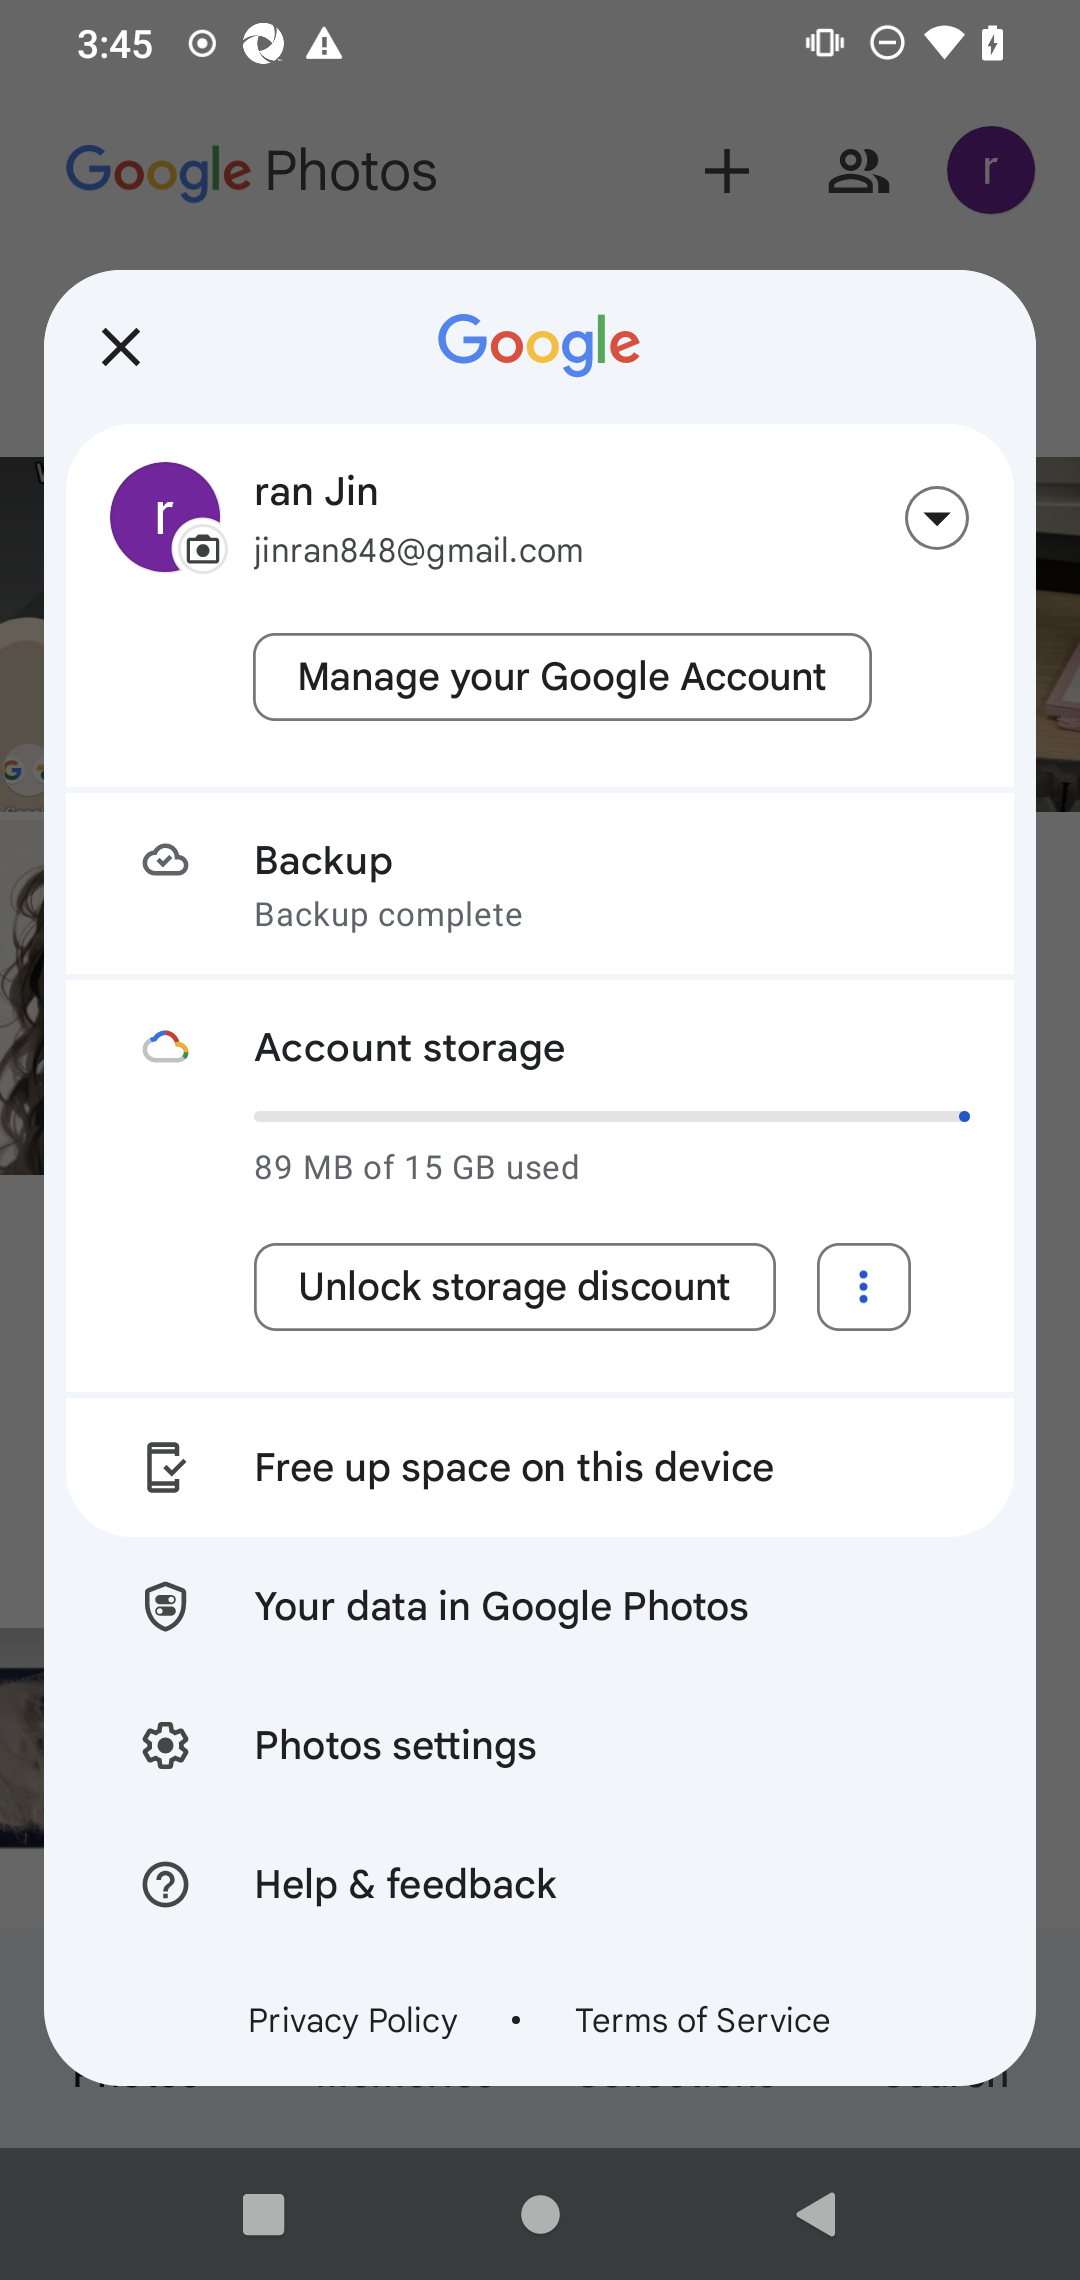 3:45
Google Photos
r
Google
r
ran Jin
jinran848@gmail.com
Manage your Google Account
Backup
Backup complete
Account storage
89 MB of 15 GB used
Unlock storage discount
Free up space on this device
Your data in Google Photos
Photos settings
Help & feedback
Privacy Policy • Terms of Service